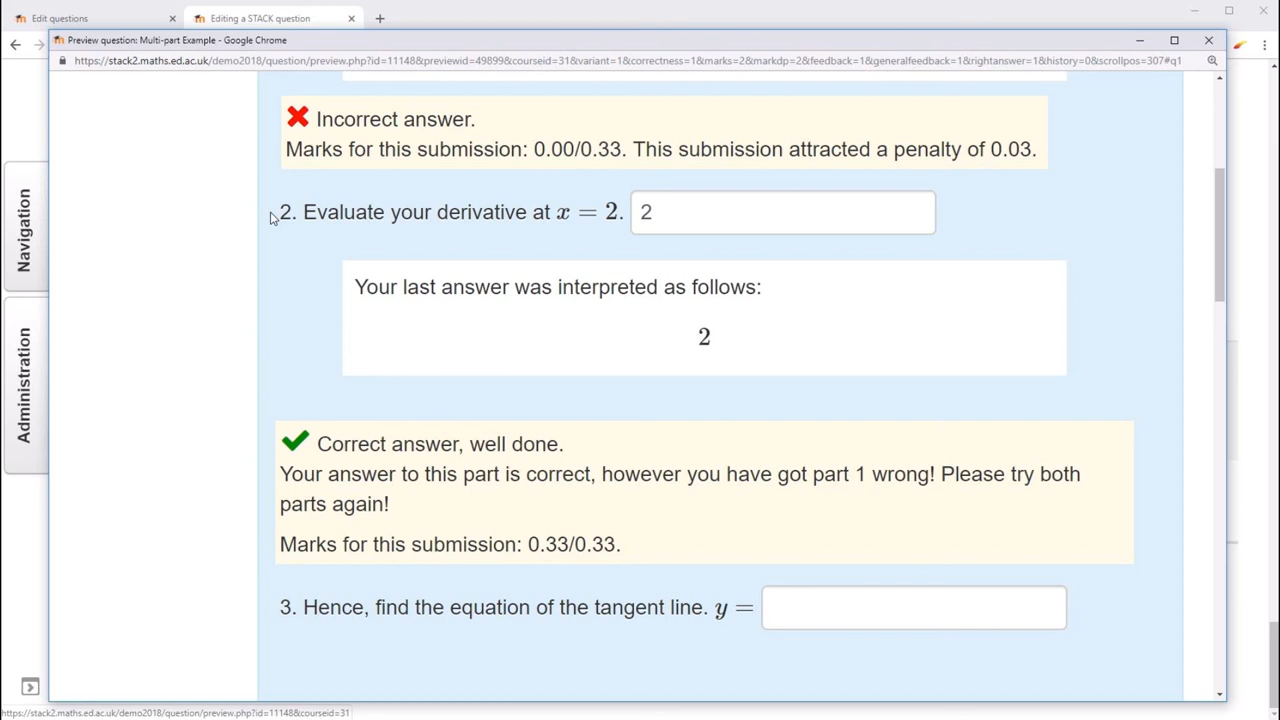 Edit questions
Editing a STACK question
Preview question: Multi-part Example - Google Chrome
https://stack2.maths.ed.ac.uk/demo2018/question/preview.php?id=11148&previewid=49899&courseid=31&variant=1&correctness=1&marks=2&markdp=2&feedback=1&generalfeedback=1&rightanswer=1&history=0&scrollpos=307#q1
Navigation
Administration
Incorrect answer.
Marks for this submission: 0.00/0.33. This submission attracted a penalty of 0.03.
2. Evaluate your derivative at x = 2. 2
Your last answer was interpreted as follows:
2
Correct answer, well done.
Your answer to this part is correct, however you have got part 1 wrong! Please try both
parts again!
Marks for this submission: 0.33/0.33.
3. Hence, find the equation of the tangent line. y =
https://stack2.maths.ed.ac.uk/demo2018/question/preview.php?id=11148&courseid=31